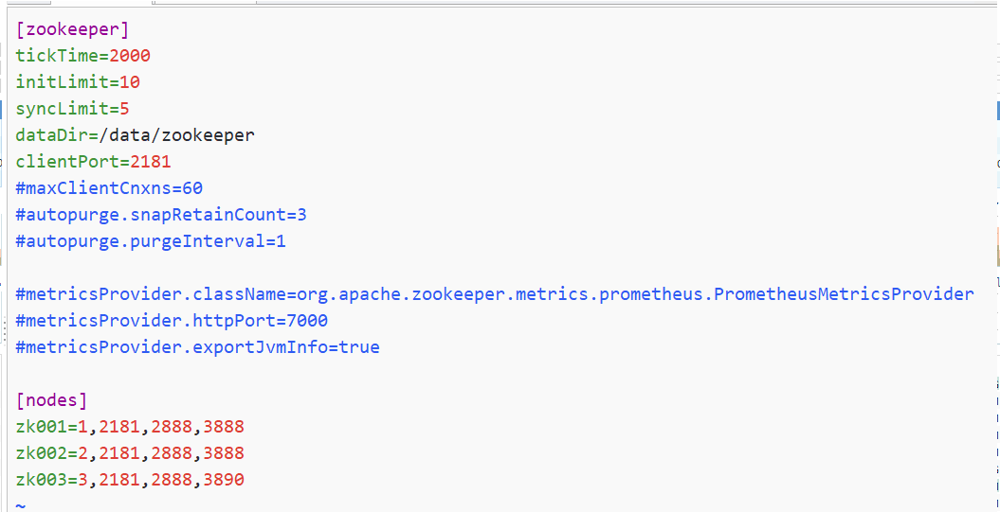 [zookeeper]
tickTime=2000
initLimit=10
syncLimit=5
dataDir=/data/zookeeper
clientPort=2181
#maxClientCnxns=60
#autopurge.snapRetainCount=3
#autopurge.purgeInterval=1
#metricsProvider.className=org.apache.zookeeper.metrics.prometheus.PrometheusMetricsProvider
#metricsProvider.httpPort=7000
#metricsProvider.exportJvmInfo=true
[nodes]
zk001=1,2181,2888,3888
zk002=2,2181,2888,3888
zk003=3,2181,2888,3890
~